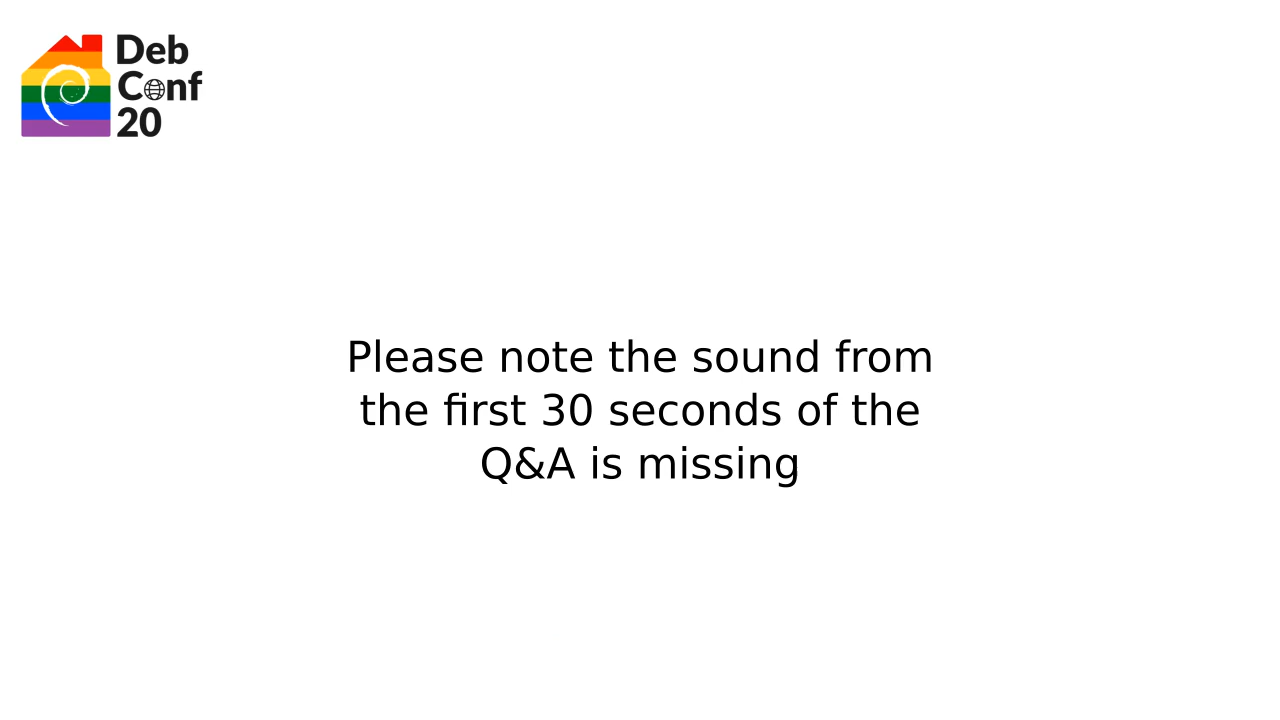 Deb
Conf
20
Please note the sound from
the first 30 seconds of the
Q&A is missing